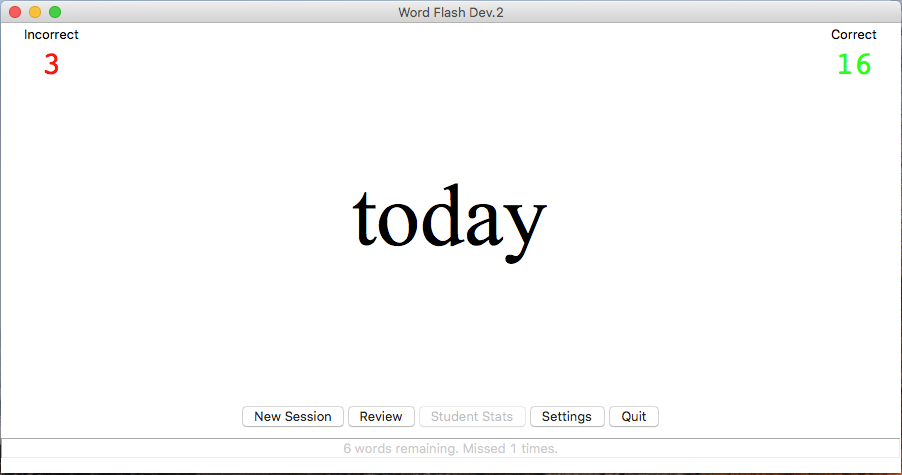 Word Flash Dev.2
Incorrect Correct
3 16
today
New Session Review Student Stats Settings Quit
6 words remaining. Missed 1 times.